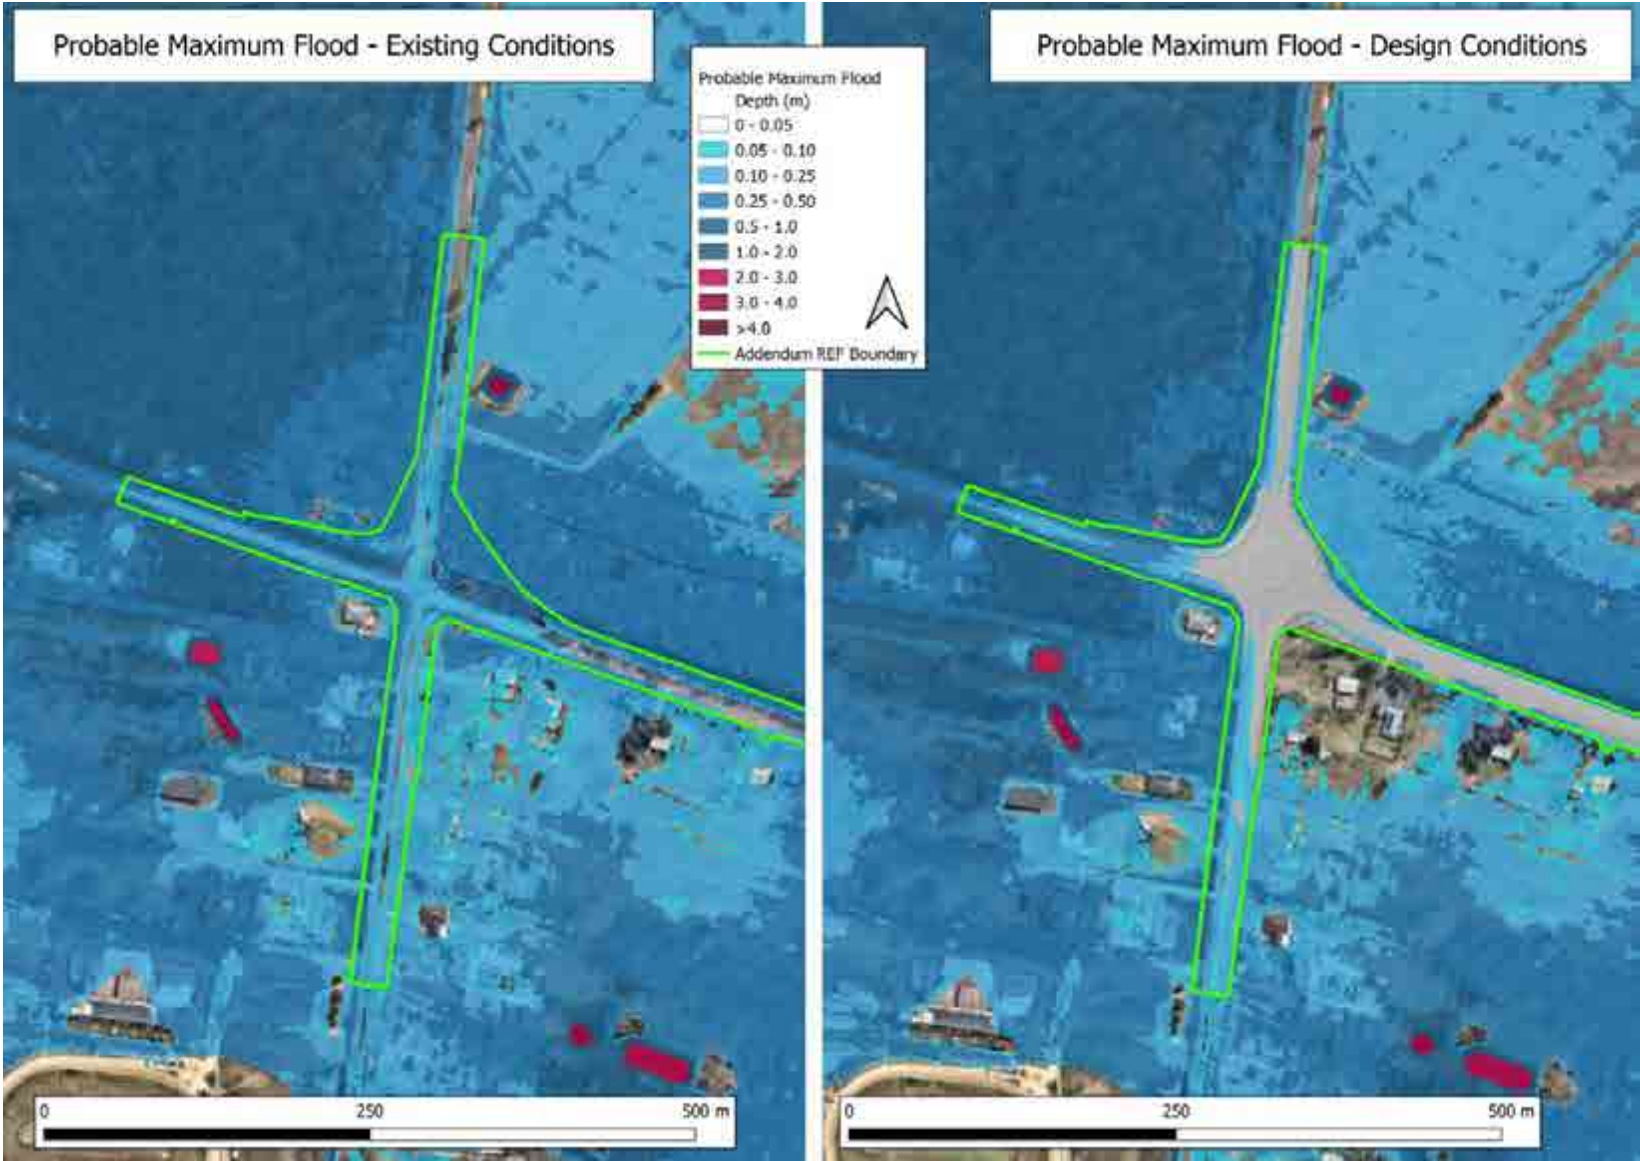 Probable Maximum Flood - Existing Conditions
Probable Maximum Flood - Design Conditions
Probable Maximum Flood
Depth (m)
0 - 0.05
0.05 - 0.10
0.10 - 0.25
0.25 - 0.50
0.5 - 1.0
1.0 - 2.0
2.0 - 3.0
3.0 - 4.0
>4.0
Addendum REF Boundary
0 250 500 m
0 250 500 m